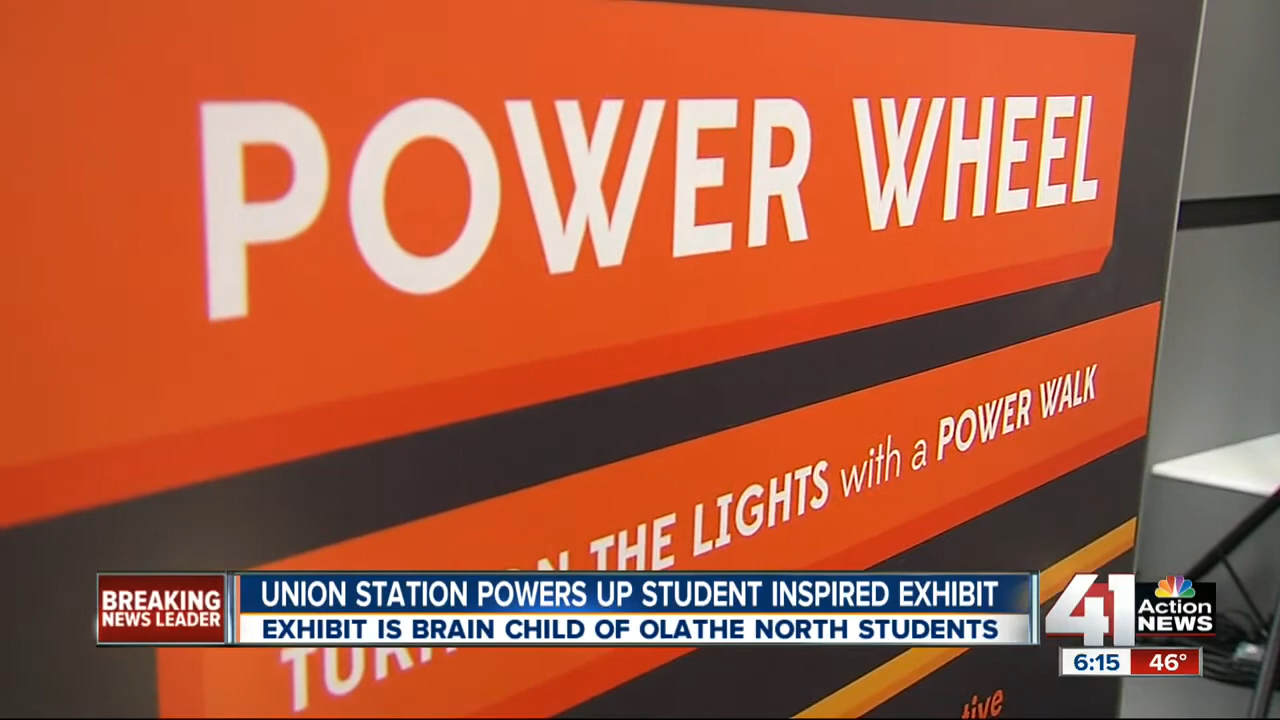 POWER WHEEL
THE LIGHTS with a POWER WALK
BREAKING
NEWS LEADER
UNION STATION POWERS UP STUDENT INSPIRED EXHIBIT
EXHIBIT IS BRAIN CHILD OF OLATHE NORTH STUDENTS
41
Action
NEWS
6:15
46°